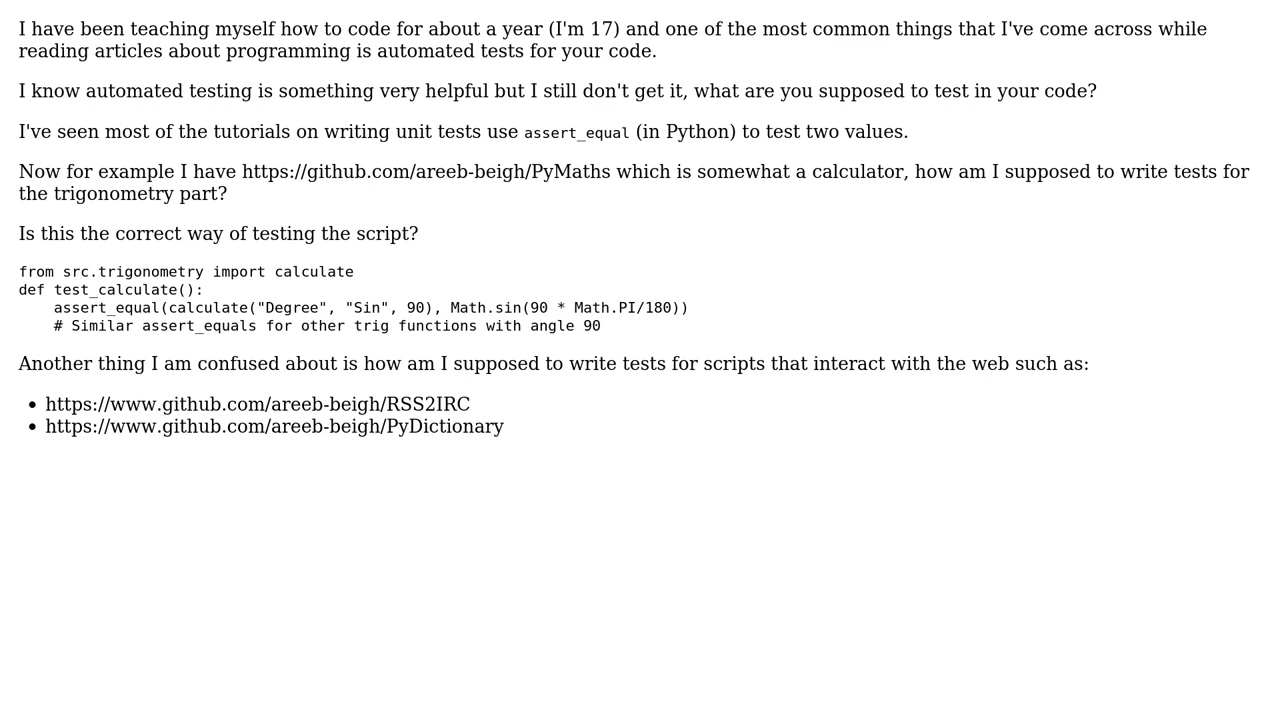 I have been teaching myself how to code for about a year (I'm 17) and one of the most common things that I've come across while
reading articles about programming is automated tests for your code.
I know automated testing is something very helpful but I still don't get it, what are you supposed to test in your code?
I've seen most of the tutorials on writing unit tests use assert_equal (in Python) to test two values.
Now for example I have https://github.com/areeb-beigh/PyMaths which is somewhat a calculator, how am I supposed to write tests for
the trigonometry part?
Is this the correct way of testing the script?
from src.trigonometry import calculate
def test_calculate():
    assert_equal(calculate("Degree", "Sin", 90), Math.sin(90 * Math.PI/180))
    # Similar assert_equals for other trig functions with angle 90
Another thing I am confused about is how am I supposed to write tests for scripts that interact with the web such as:
• https://www.github.com/areeb-beigh/RSS2IRC
• https://www.github.com/areeb-beigh/PyDictionary